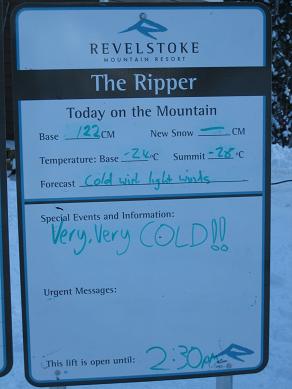 REVELSTOKE
MOUNTAIN RESORT
The Ripper
Today on the Mountain
Base 122 CM New Snow — CM
Temperature: Base -24 °C Summit -28 °C
Forecast Cold with light winds
Special Events and Information:
Very, Very COLD!!
Urgent Messages:
This lift is open until: 2:30pm